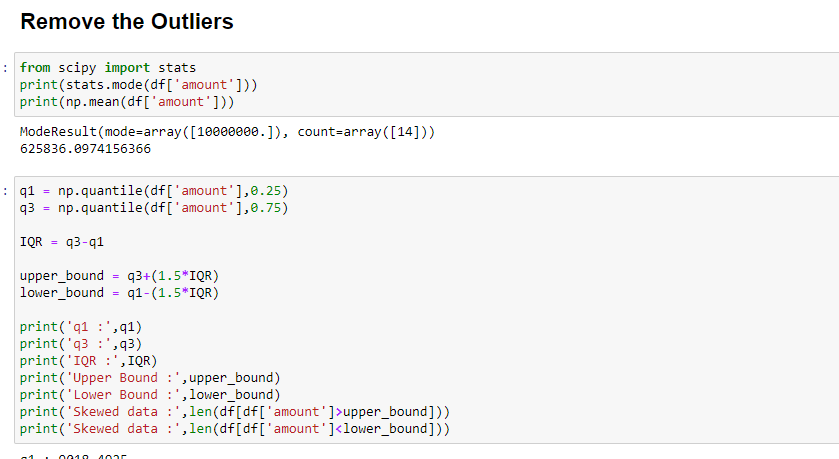 Remove the Outliers
: from scipy import stats
print(stats.mode(df['amount']))
print(np.mean(df['amount']))
ModeResult(mode=array([10000000.]), count=array([14]))
625836.0974156366
: q1 = np.quantile(df['amount'],0.25)
q3 = np.quantile(df['amount'],0.75)
IQR = q3-q1
upper_bound = q3+(1.5*IQR)
lower_bound = q1-(1.5*IQR)
print('q1 :',q1)
print('q3 :',q3)
print('IQR :',IQR)
print('Upper Bound :',upper_bound)
print('Lower Bound :',lower_bound)
print('Skewed data :',len(df[df['amount']>upper_bound]))
print('Skewed data :',len(df[df['amount']<lower_bound]))
q1 :